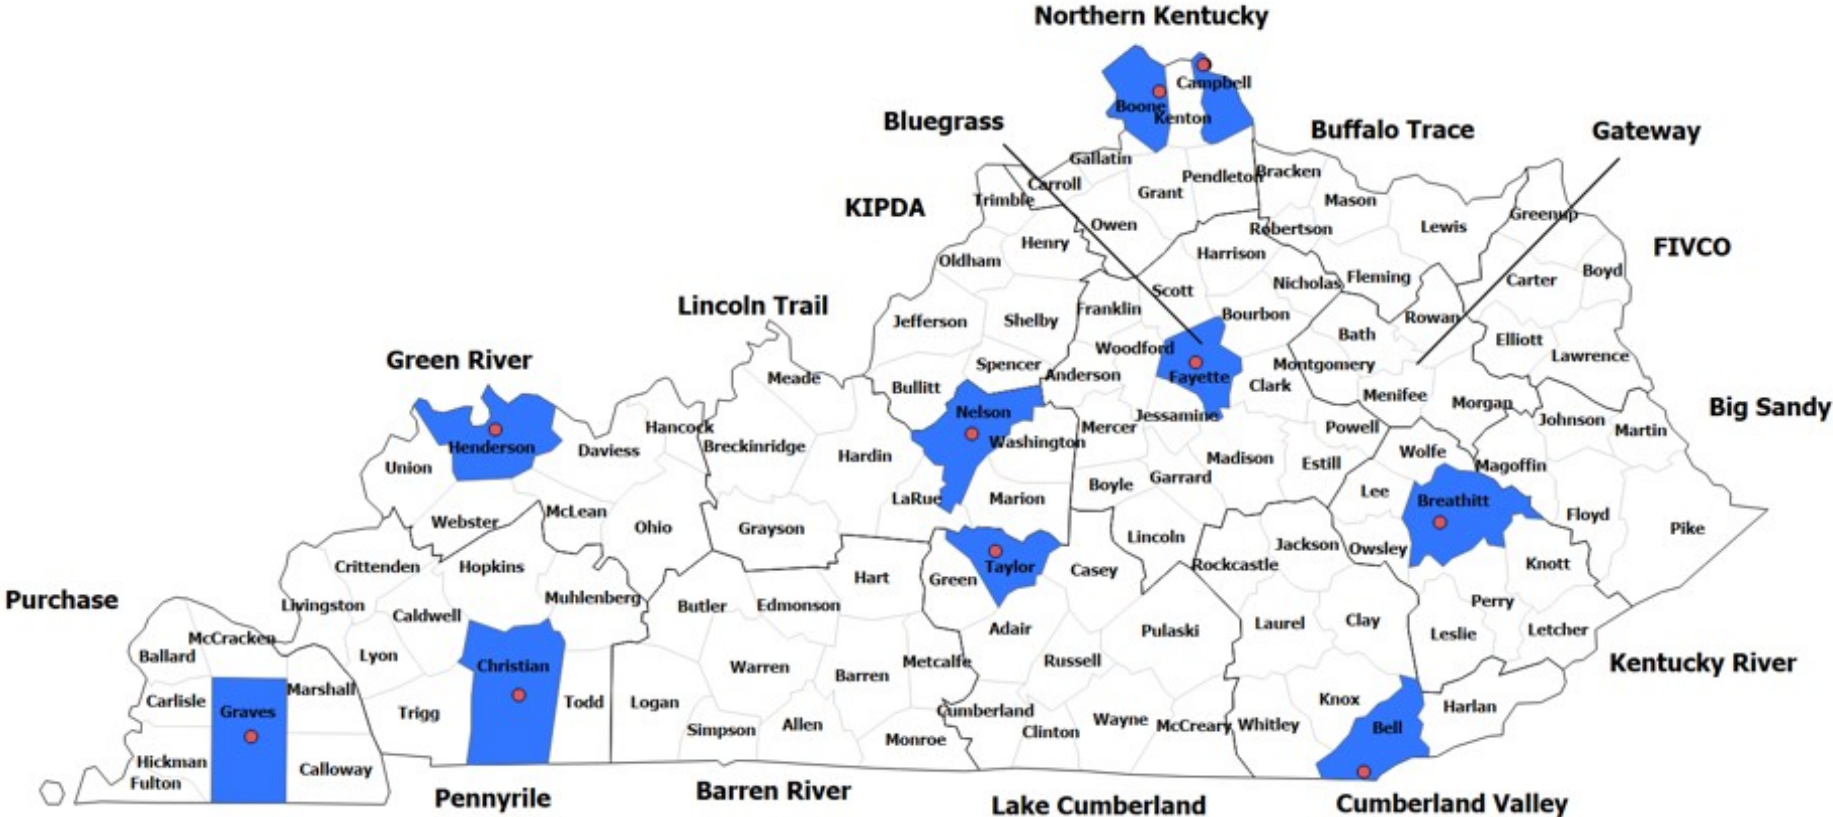 Northern Kentucky
Campbell
Boone
Kenton
Bluegrass
Buffalo Trace
Gateway
Gallatin
Carroll
Grant
Pendleton
Bracken
Mason
Trimble
KIPDA
Owen
Greenup
Robertson
Lewis
Henry
Harrison
FIVCO
Oldham
Nicholas
Fleming
Carter
Boyd
Scott
Lincoln Trail
Franklin
Jefferson
Shelby
Bourbon
Rowan
Bath
Elliott
Woodford
Lawrence
Green River
Spencer
Anderson
Fayette
Montgomery
Meade
Bullitt
Clark
Menifee
Morgan
Big Sandy
Nelson
Jessamine
Johnson
Martin
Hancock
Mercer
Powell
Henderson
Daviess
Breckinridge
Washington
Hardin
Wolfe
Union
Madison
Estill
Magoffin
Garrard
Boyle
Lee
LaRue
Marion
Breathitt
Floyd
Webster
McLean
Ohio
Grayson
Pike
Lincoln
Jackson
Owsley
Crittenden
Hopkins
Hart
Green
Taylor
Casey
Rockcastle
Knott
Purchase
Livingston
Caldwell
Muhlenberg
Butler
Edmonson
Perry
McCracken
Adair
Pulaski
Laurel
Clay
Leslie
Letcher
Ballard
Lyon
Christian
Warren
Barren
Metcalfe
Russell
Kentucky River
Carlisle
Marshall
Graves
Trigg
Todd
Logan
Simpson
Allen
Cumberland
Clinton
Wayne
McCreary
Whitley
Knox
Bell
Harlan
Monroe
Hickman
Fulton
Calloway
Pennyrile
Barren River
Lake Cumberland
Cumberland Valley